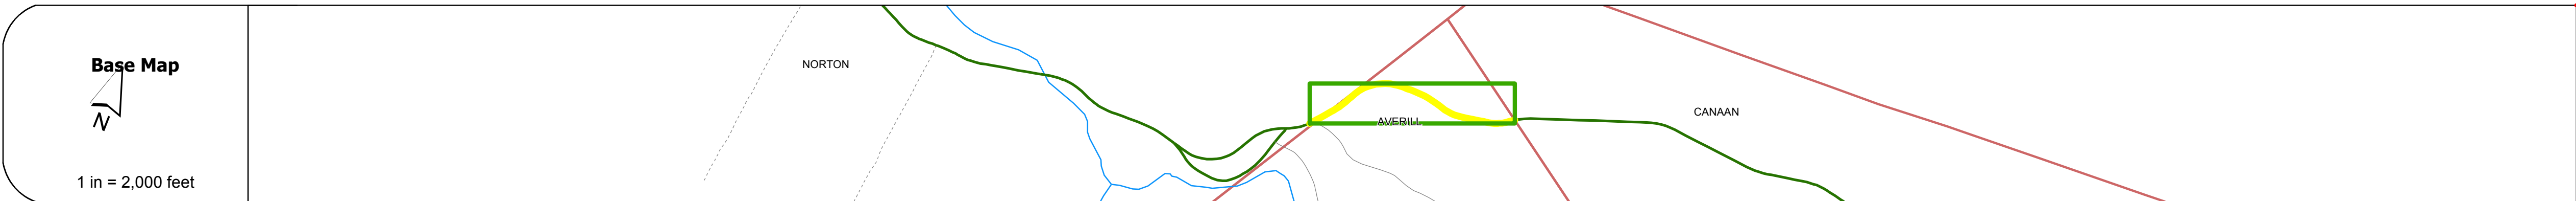 Base Map
N
1 in = 2,000 feet
NORTON
AVERILL
CANAAN